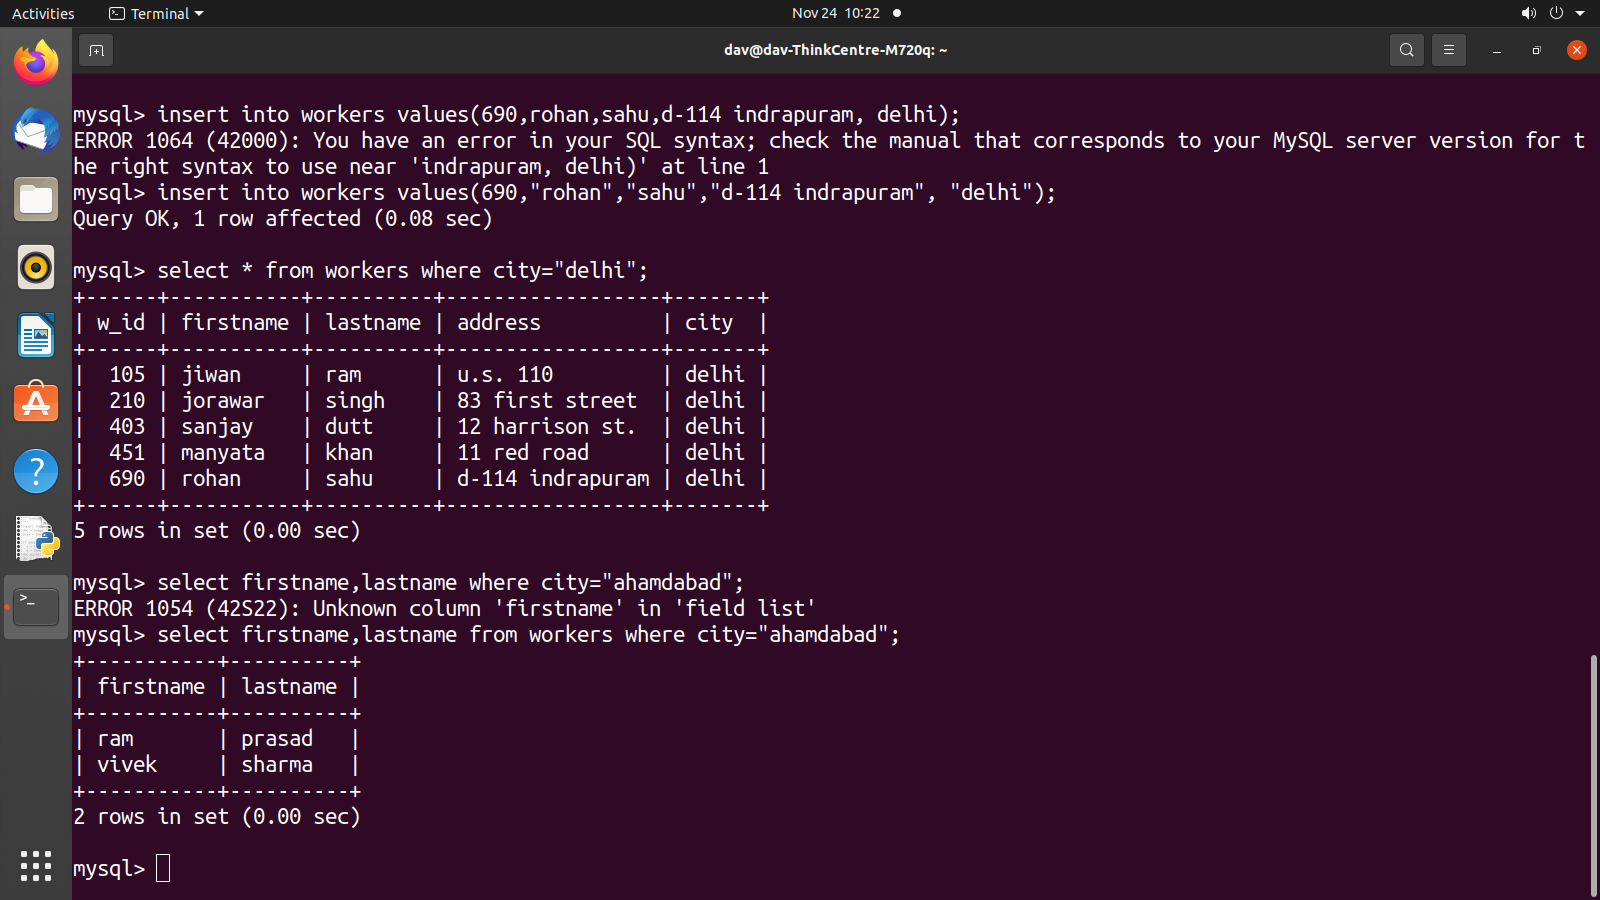 Activities Terminal Nov 24 10:22
dav@dav-ThinkCentre-M720q: ~
mysql> insert into workers values(690,rohan,sahu,d-114 indrapuram, delhi);
ERROR 1064 (42000): You have an error in your SQL syntax; check the manual that corresponds to your MySQL server version for t
he right syntax to use near 'indrapuram, delhi)' at line 1
mysql> insert into workers values(690,"rohan","sahu","d-114 indrapuram", "delhi");
Query OK, 1 row affected (0.08 sec)
mysql> select * from workers where city="delhi";
+------+-----------+----------+------------------+-------+
| w_id | firstname | lastname | address          | city  |
+------+-----------+----------+------------------+-------+
|  105 | jiwan     | ram      | u.s. 110         | delhi |
|  210 | jorawar   | singh    | 83 first street  | delhi |
|  403 | sanjay    | dutt     | 12 harrison st.  | delhi |
|  451 | manyata   | khan     | 11 red road      | delhi |
|  690 | rohan     | sahu     | d-114 indrapuram | delhi |
+------+-----------+----------+------------------+-------+
5 rows in set (0.00 sec)
mysql> select firstname,lastname where city="ahamdabad";
ERROR 1054 (42S22): Unknown column 'firstname' in 'field list'
mysql> select firstname,lastname from workers where city="ahamdabad";
+-----------+----------+
| firstname | lastname |
+-----------+----------+
| ram       | prasad   |
| vivek     | sharma   |
+-----------+----------+
2 rows in set (0.00 sec)
mysql>